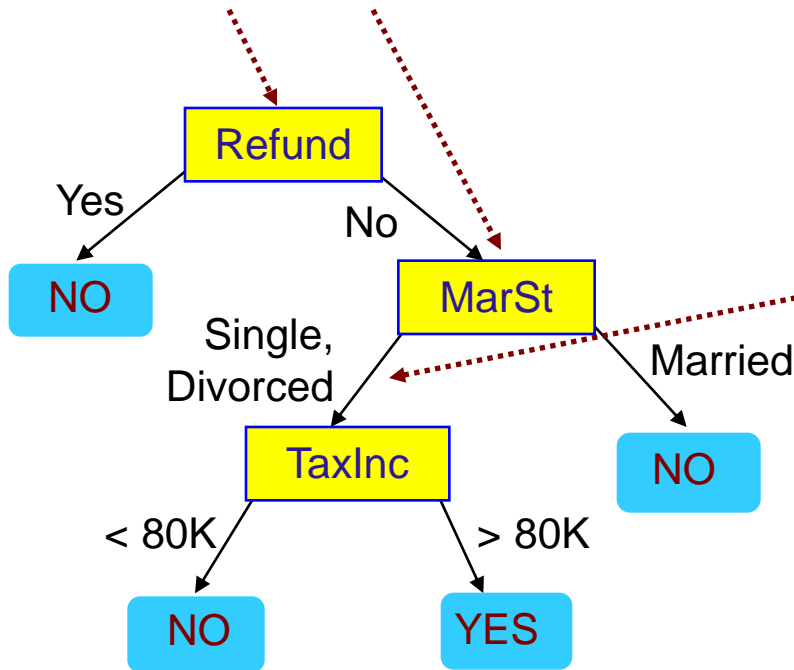 Refund
Yes
No
NO
MarSt
Single,
Divorced
Married
TaxInc
NO
< 80K
> 80K
NO
YES